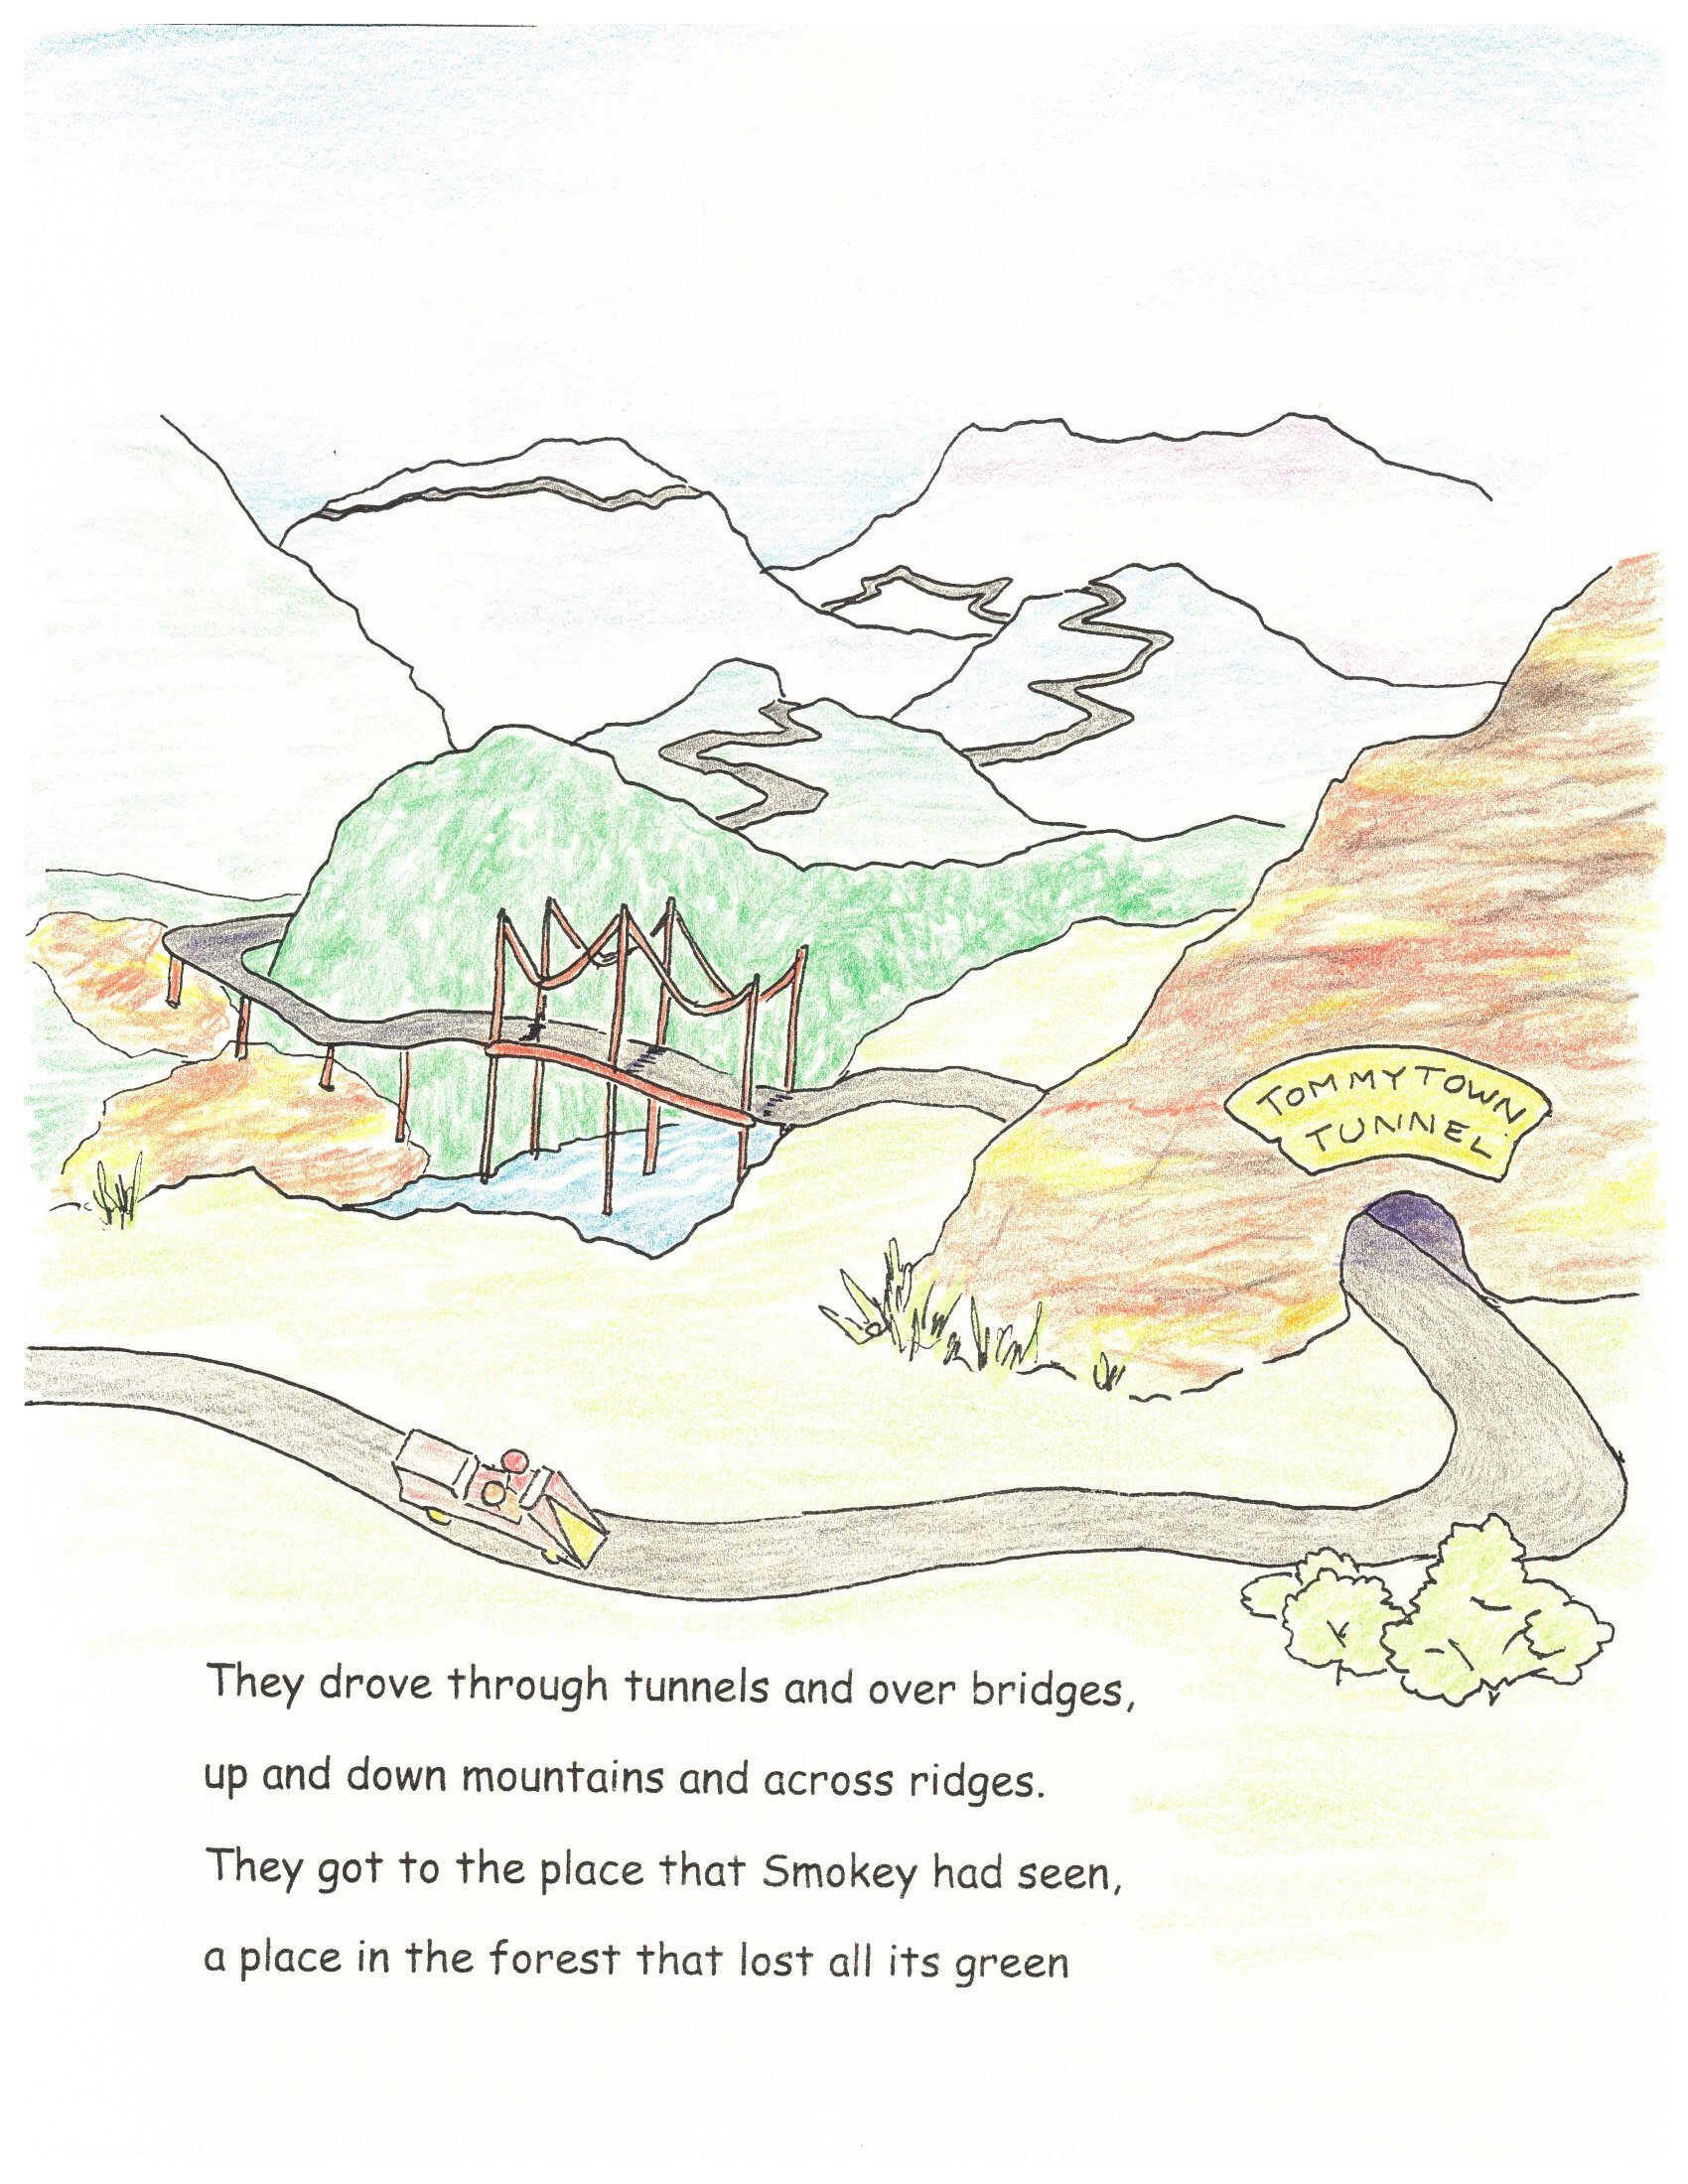 TOMMYTOWN
TUNNEL
They drove through tunnels and over bridges,
up and down mountains and across ridges.
They got to the place that Smokey had seen,
a place in the forest that lost all its green